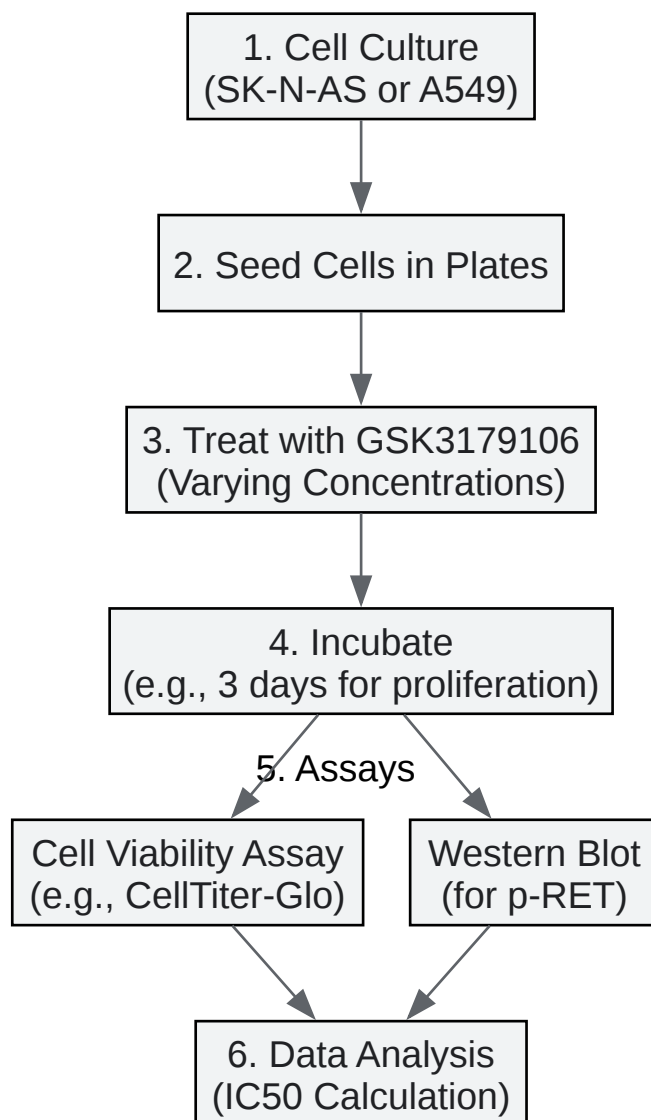 1. Cell Culture
(SK-N-AS or A549)
2. Seed Cells in Plates
3. Treat with GSK3179106
(Varying Concentrations)
4. Incubate
(e.g., 3 days for proliferation)
5. Assays
Cell Viability Assay
(e.g., CellTiter-Glo)
Western Blot
(for p-RET)
6. Data Analysis
(IC50 Calculation)